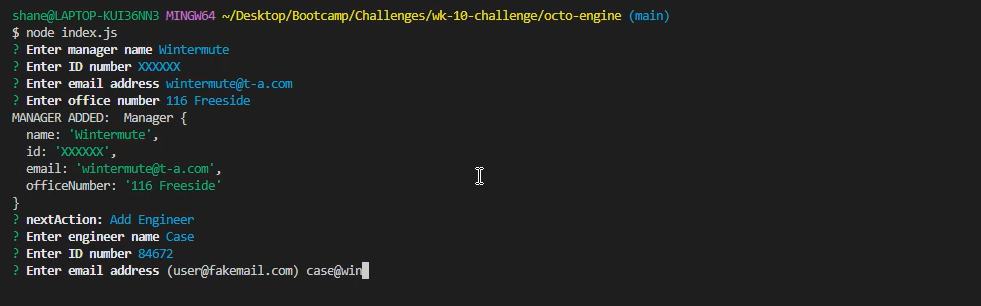 shane@LAPTOP-KUI36NN3 MINGW64 ~/Desktop/Bootcamp/Challenges/wk-10-challenge/octo-engine (main)
$ node index.js
? Enter manager name Wintermute
? Enter ID number XXXXXX
? Enter email address wintermute@t-a.com
? Enter office number 116 Freeside
MANAGER ADDED:  Manager {
  name: 'Wintermute',
  id: 'XXXXXX',
  email: 'wintermute@t-a.com',
  officeNumber: '116 Freeside'
}
? nextAction: Add Engineer
? Enter engineer name Case
? Enter ID number 84672
? Enter email address (user@fakemail.com) case@win